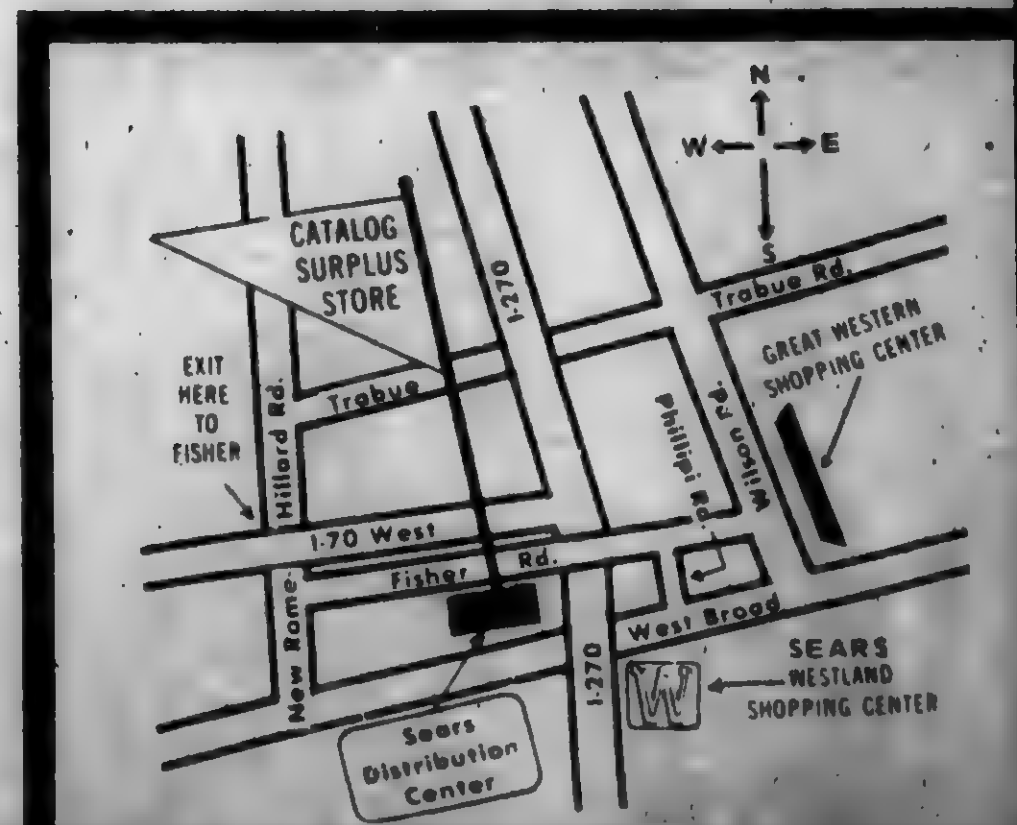 N
W E
S
CATALOG
SURPLUS
STORE
I-270
Trabue Rd.
GREAT WESTERN
SHOPPING CENTER
EXIT
HERE
TO
FISHER
Hillard Rd.
Trabue
Phillipi Rd.
Wilson Rd.
I-70 West
Fisher Rd.
New Rome
West Broad
SEARS
WESTLAND
SHOPPING CENTER
I-270
W
Sears
Distribution
Center